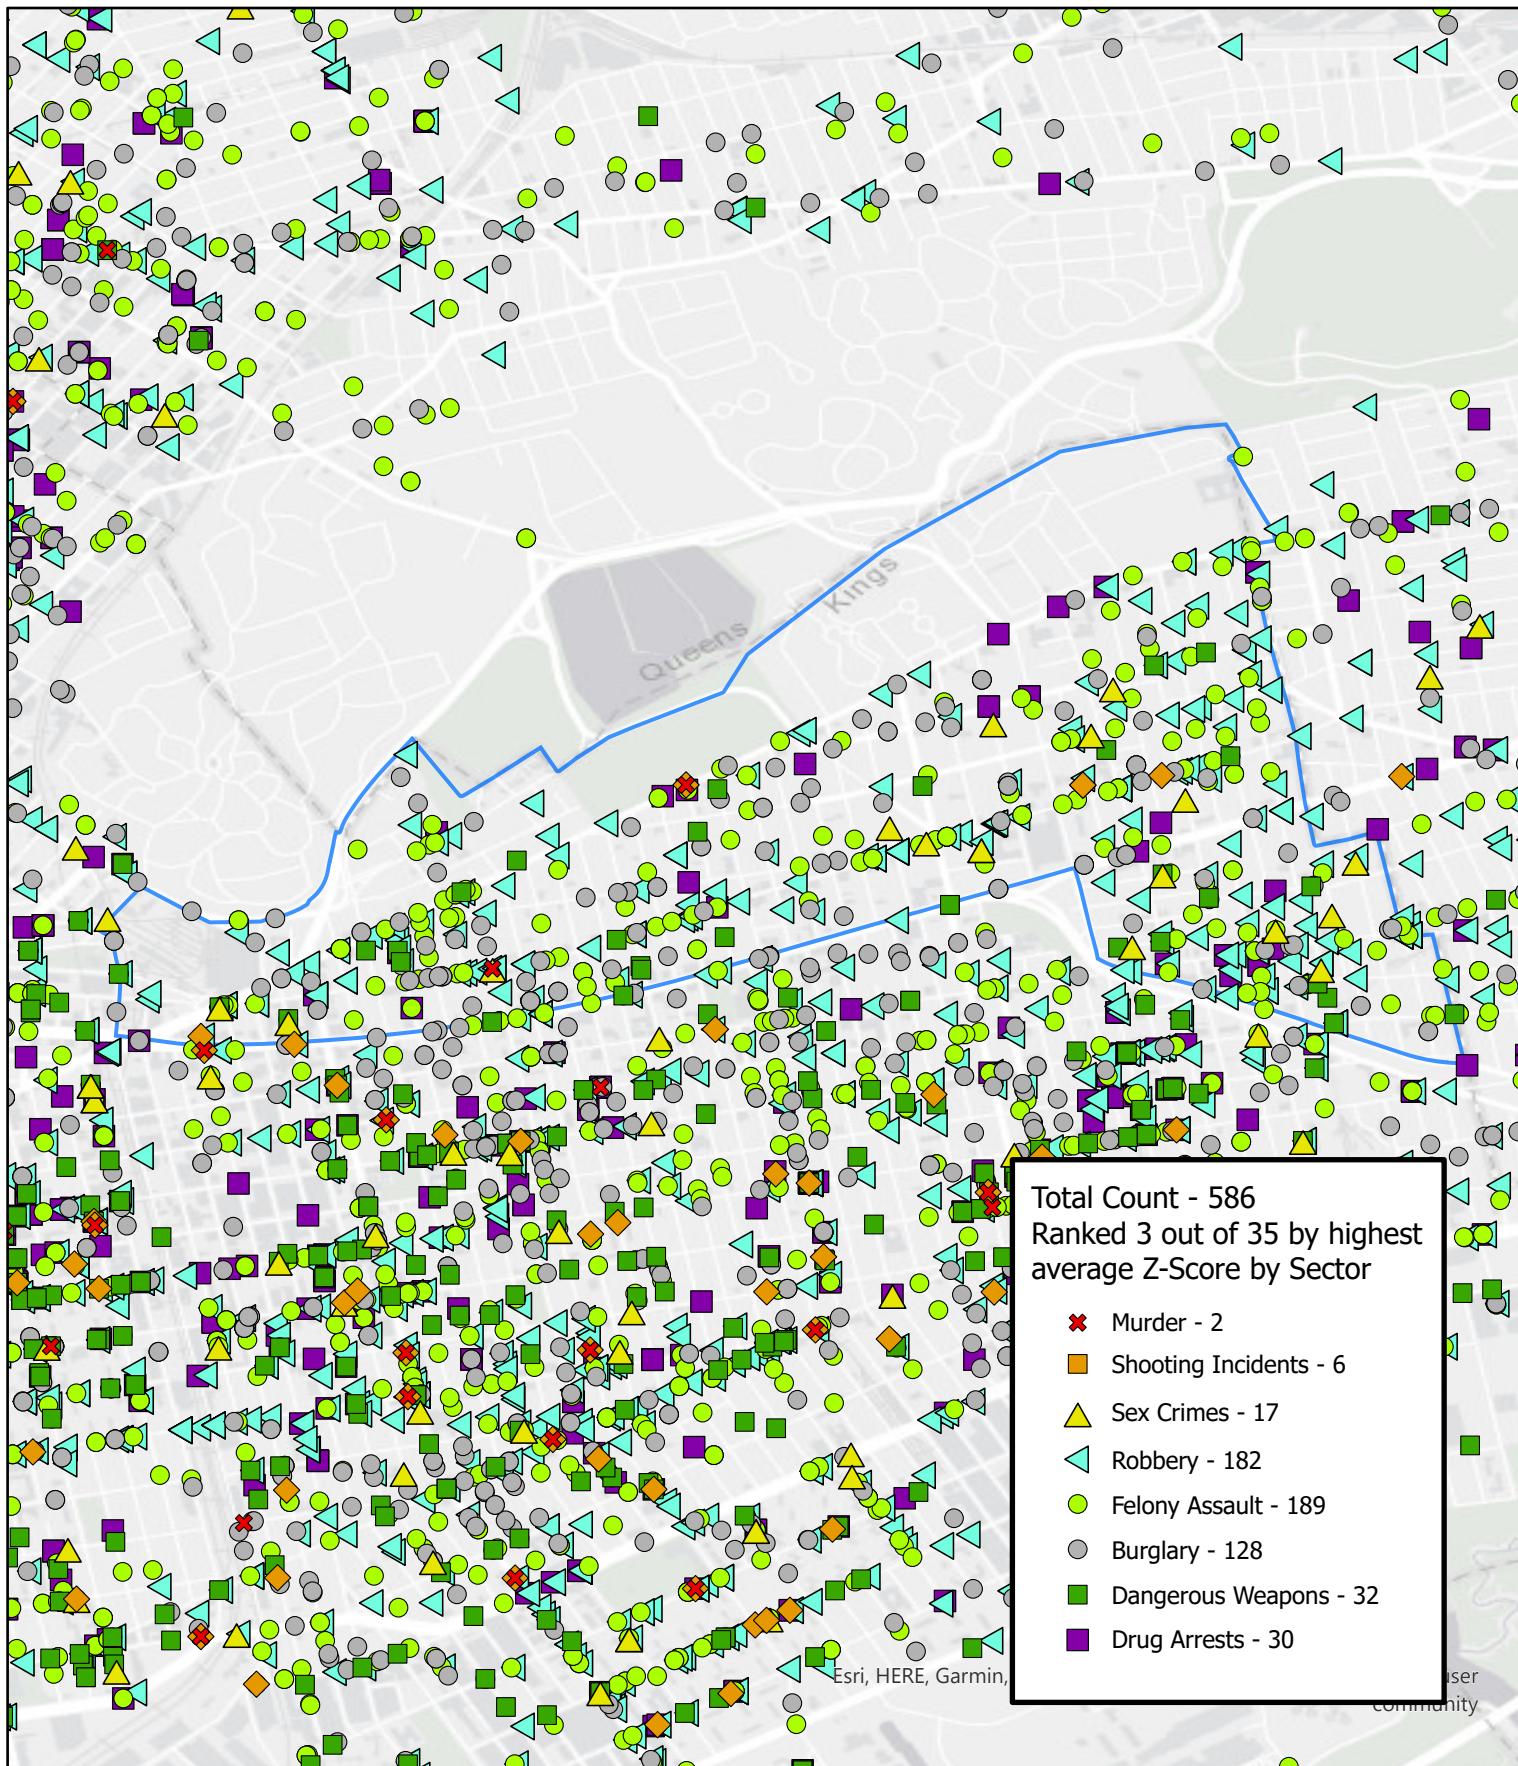 Kings
Queens
Total Count - 586
Ranked 3 out of 35 by highest
average Z-Score by Sector
Murder - 2
Shooting Incidents - 6
Sex Crimes - 17
Robbery - 182
Felony Assault - 189
Burglary - 128
Dangerous Weapons - 32
Drug Arrests - 30
Esri, HERE, Garmin, user
community